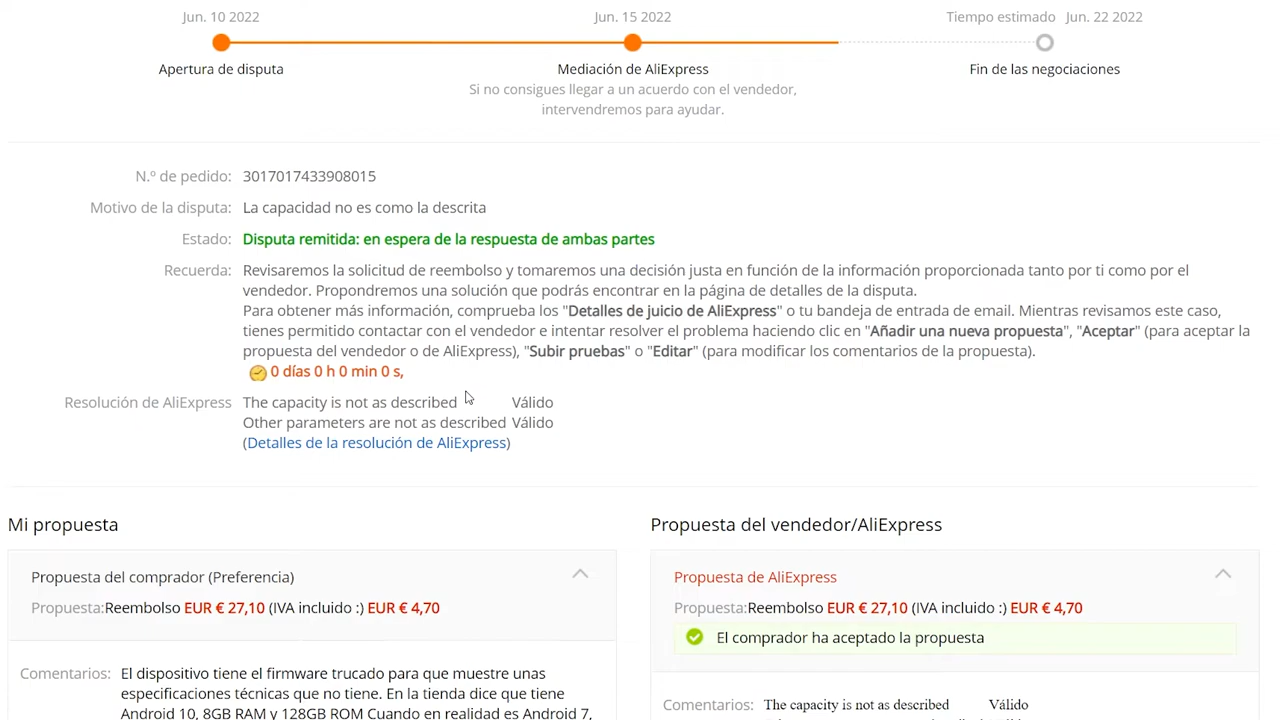 Jun. 10 2022
Jun. 15 2022
Tiempo estimado Jun. 22 2022
Apertura de disputa
Mediación de AliExpress
Fin de las negociaciones
Si no consigues llegar a un acuerdo con el vendedor,
intervendremos para ayudar.
N.º de pedido: 3017017433908015
Motivo de la disputa: La capacidad no es como la descrita
Estado: Disputa remitida: en espera de la respuesta de ambas partes
Recuerda: Revisaremos la solicitud de reembolso y tomaremos una decisión justa en función de la información proporcionada tanto por ti como por el
vendedor. Propondremos una solución que podrás encontrar en la página de detalles de la disputa.
Para obtener más información, comprueba los "Detalles de juicio de AliExpress" o tu bandeja de entrada de email. Mientras revisamos este caso,
tienes permitido contactar con el vendedor e intentar resolver el problema haciendo clic en "Añadir una nueva propuesta", "Aceptar" (para aceptar la
propuesta del vendedor o de AliExpress), "Subir pruebas" o "Editar" (para modificar los comentarios de la propuesta).
0 días 0 h 0 min 0 s,
Resolución de AliExpress The capacity is not as described Válido
Other parameters are not as described Válido
(Detalles de la resolución de AliExpress)
Mi propuesta
Propuesta del comprador (Preferencia)
Propuesta:Reembolso EUR € 27,10 (IVA incluido :) EUR € 4,70
Comentarios: El dispositivo tiene el firmware trucado para que muestre unas
especificaciones técnicas que no tiene. En la tienda dice que tiene
Android 10, 8GB RAM y 128GB ROM Cuando en realidad es Android 7,
Propuesta del vendedor/AliExpress
Propuesta de AliExpress
Propuesta:Reembolso EUR € 27,10 (IVA incluido :) EUR € 4,70
El comprador ha aceptado la propuesta
Comentarios: The capacity is not as described Válido